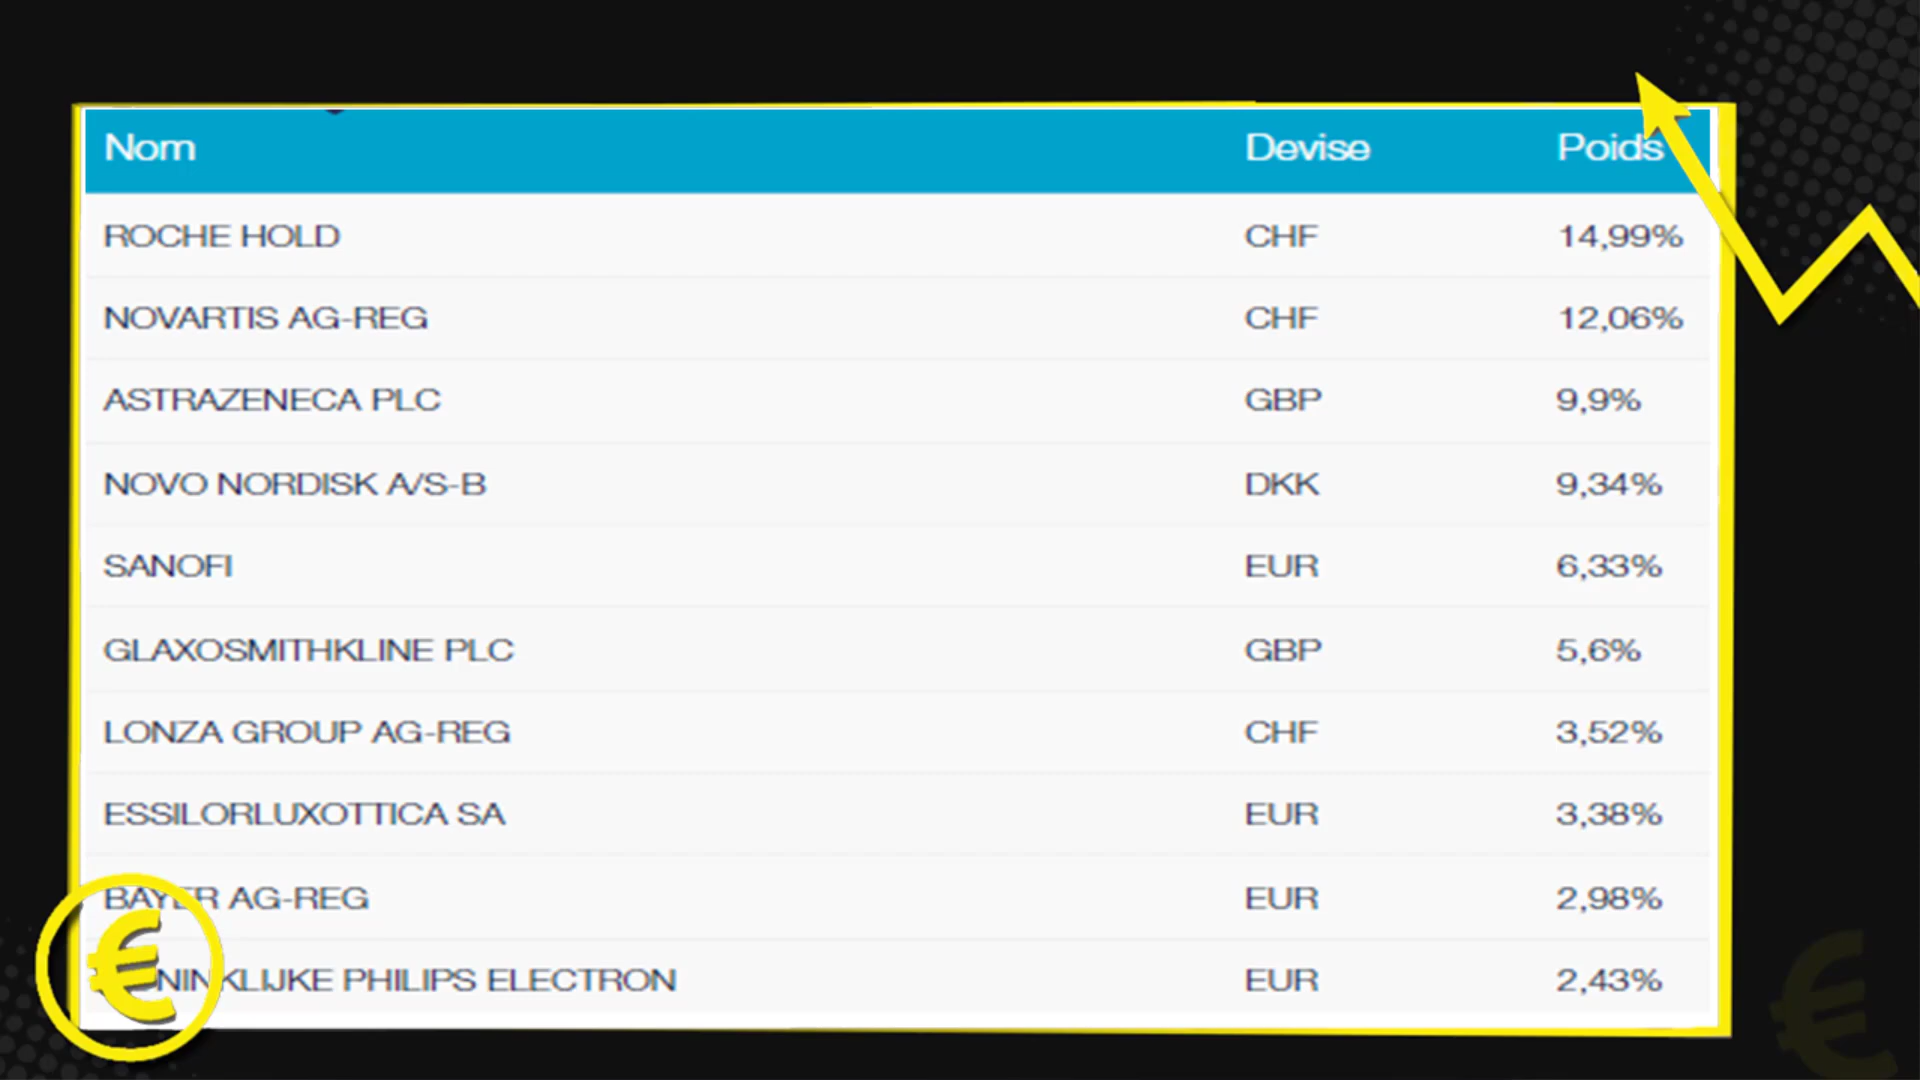 Nom Devise Poids
ROCHE HOLD CHF 14,99%
NOVARTIS AG-REG CHF 12,06%
ASTRAZENECA PLC GBP 9,9%
NOVO NORDISK A/S-B DKK 9,34%
SANOFI EUR 6,33%
GLAXOSMITHKLINE PLC GBP 5,6%
LONZA GROUP AG-REG CHF 3,52%
ESSILORLUXOTTICA SA EUR 3,38%
BAYER AG-REG EUR 2,98%
PHILIPS ELECTRON EUR 2,43%
€